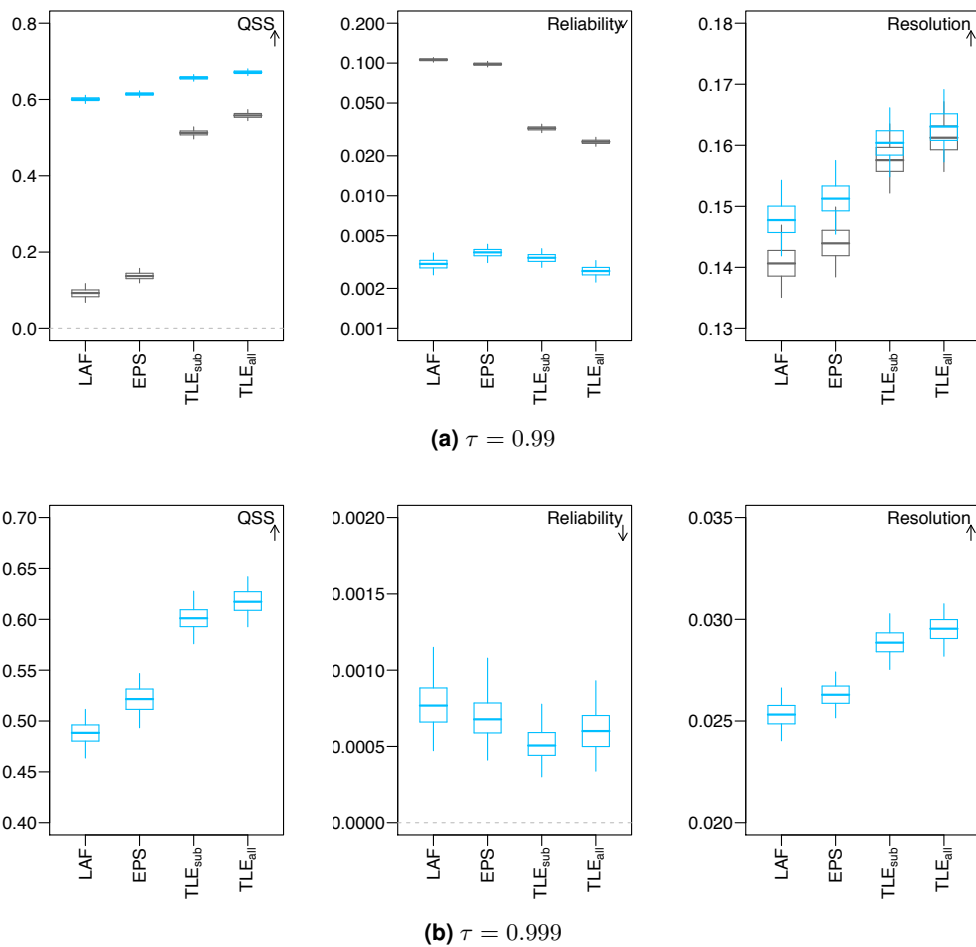 QSS
0.8
0.6
0.4
0.2
0.0
LAF
EPS
TLEsub
TLEall
Reliability
0.200
0.100
0.050
0.020
0.005
0.002
0.001
LAF
EPS
TLEsub
TLEall
Resolution
0.18
0.16
0.15
0.14
0.13
LAF
EPS
TLEsub
TLEall
(a) τ = 0.99
QSS
0.70
0.65
0.60
0.55
0.50
0.45
0.40
LAF
EPS
TLEsub
TLEall
Reliability
0.0020
0.0015
0.0010
0.0005
0.0000
LAF
EPS
TLEsub
TLEall
Resolution
0.035
0.030
0.025
0.020
LAF
EPS
TLEsub
TLEall
(b) τ = 0.999